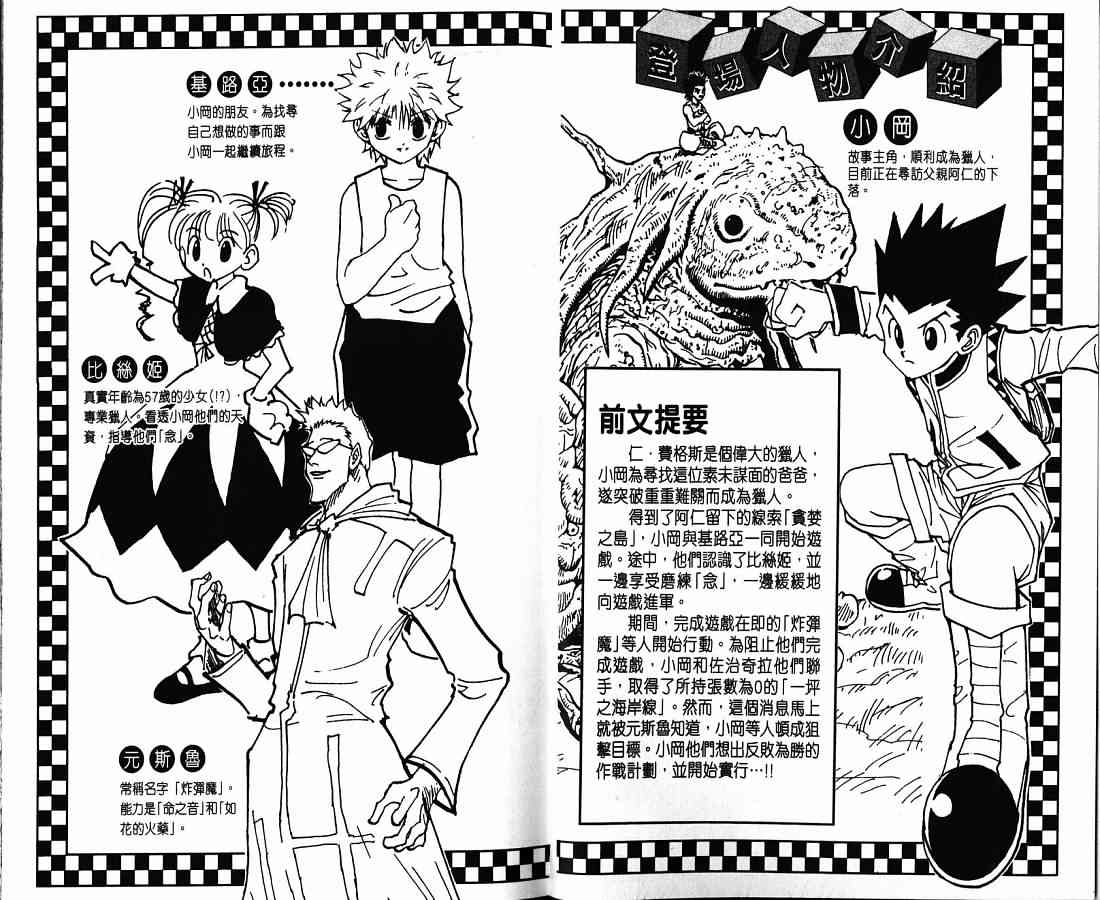 登場人物介紹
小岡
故事主角，順利成為獵人，
目前正在尋訪父親阿仁的下
落。
前文提要
仁．費格斯是個偉大的獵人，
小岡為尋找這位素未謀面的爸爸，
遂突破重重難關而成為獵人。
得到了阿仁留下的線索「貪婪
之島」，小岡與基路亞一同開始遊
戲。途中，他們認識了比絲姬，並
一邊享受磨練「念」，一邊緩緩地
向遊戲進軍。
期間，完成遊戲在即的「炸彈
魔」等人開始行動。為阻止他們完
成遊戲，小岡和佐治奇拉他們聯
手，取得了所持張數為0的「一坪
之海岸線」。然而，這個消息馬上
就被元斯魯知道，小岡等人頓成狙
擊目標。小岡他們想出反敗為勝的
作戰計劃，並開始實行…!!
基路亞
小岡的朋友。為找尋
自己想做的事而跟
小岡一起繼續旅程。
比絲姬
真實年齡為57歲的少女(!?)，
專業獵人。看透小岡他們的天
資，指導他們「念」。
元斯魯
常稱名字「炸彈魔」。
能力是「命之音」和「如
花的火藥」。